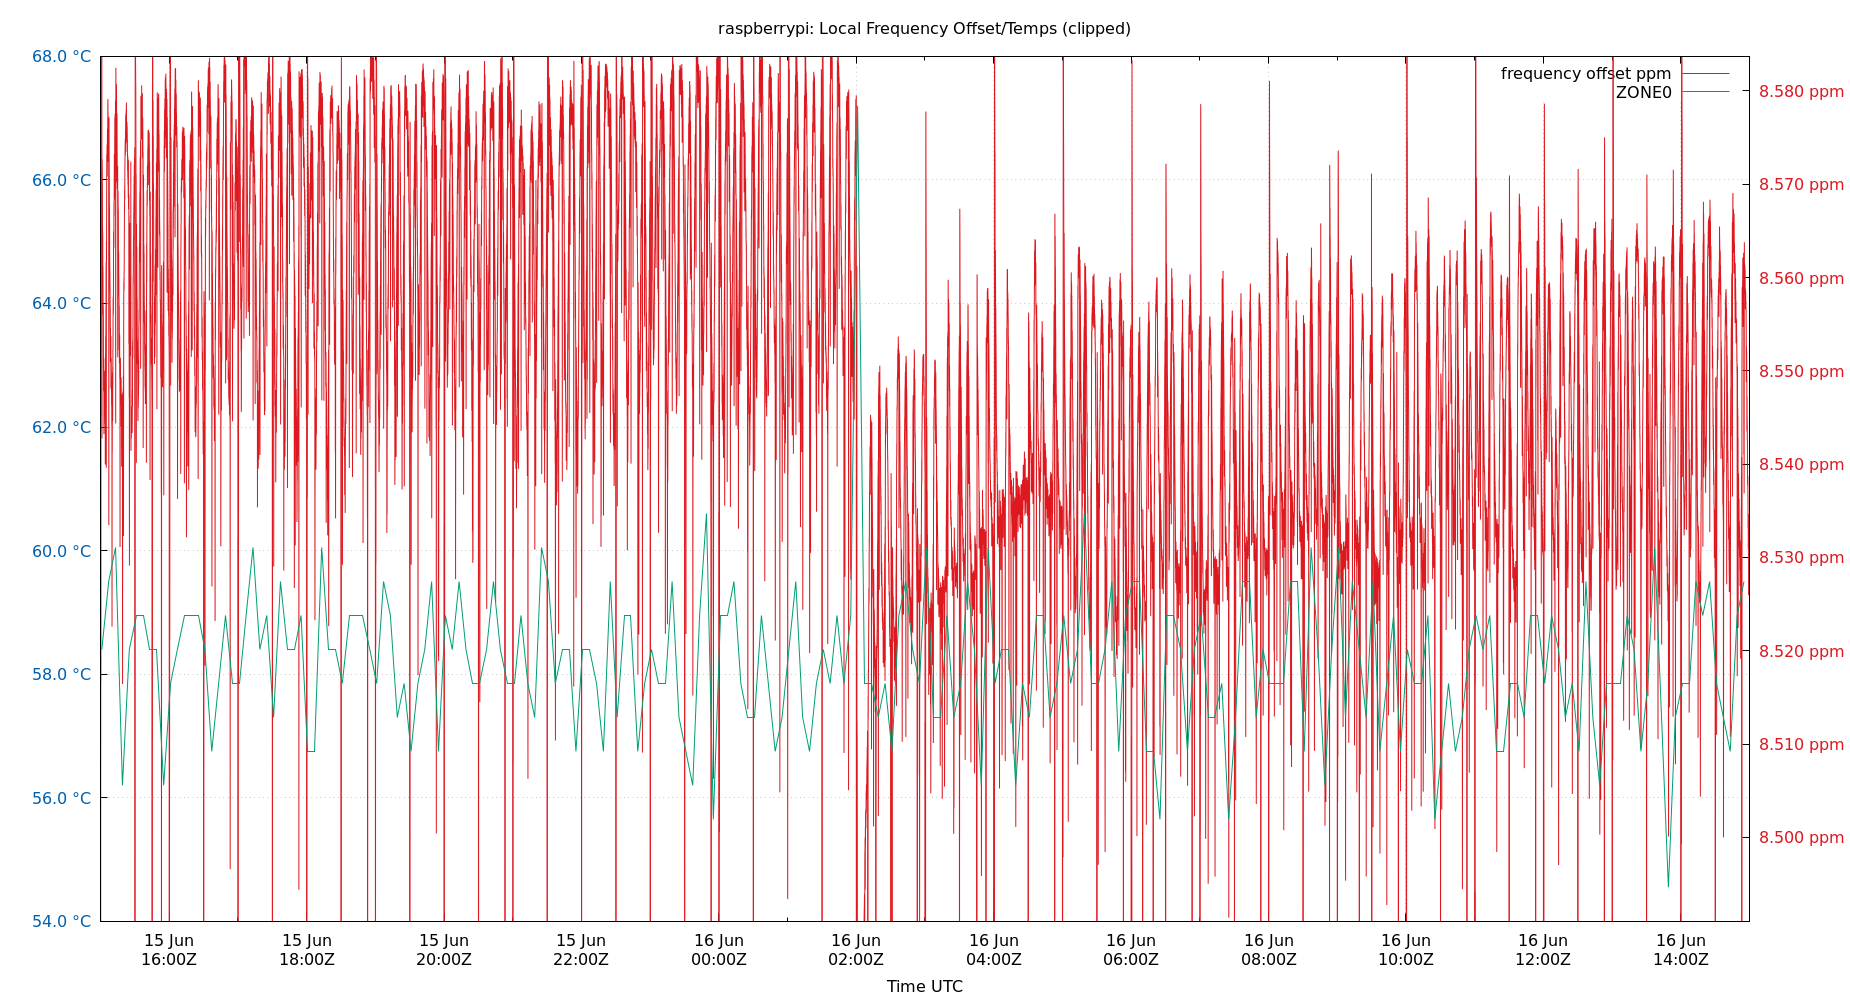 raspberrypi: Local Frequency Offset/Temps (clipped)
frequency offset ppm
ZONE0
68.0 °C
66.0 °C
64.0 °C
62.0 °C
60.0 °C
58.0 °C
56.0 °C
54.0 °C
8.580 ppm
8.570 ppm
8.560 ppm
8.550 ppm
8.540 ppm
8.530 ppm
8.520 ppm
8.510 ppm
8.500 ppm
15 Jun
16:00Z
15 Jun
18:00Z
15 Jun
20:00Z
15 Jun
22:00Z
16 Jun
00:00Z
16 Jun
02:00Z
16 Jun
04:00Z
16 Jun
06:00Z
16 Jun
08:00Z
16 Jun
10:00Z
16 Jun
12:00Z
16 Jun
14:00Z
Time UTC